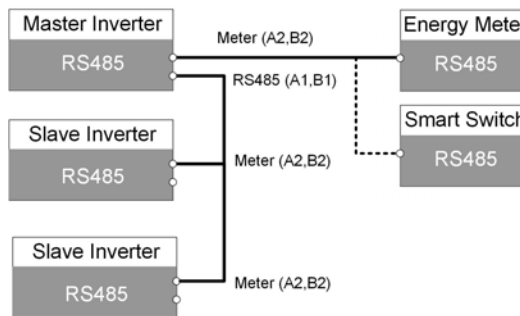 Master Inverter
RS485
Meter (A2,B2)
Energy Mete
RS485
RS485 (A1,B1)
Smart Switch
RS485
Slave Inverter
RS485
Meter (A2,B2)
Slave Inverter
RS485
Meter (A2,B2)